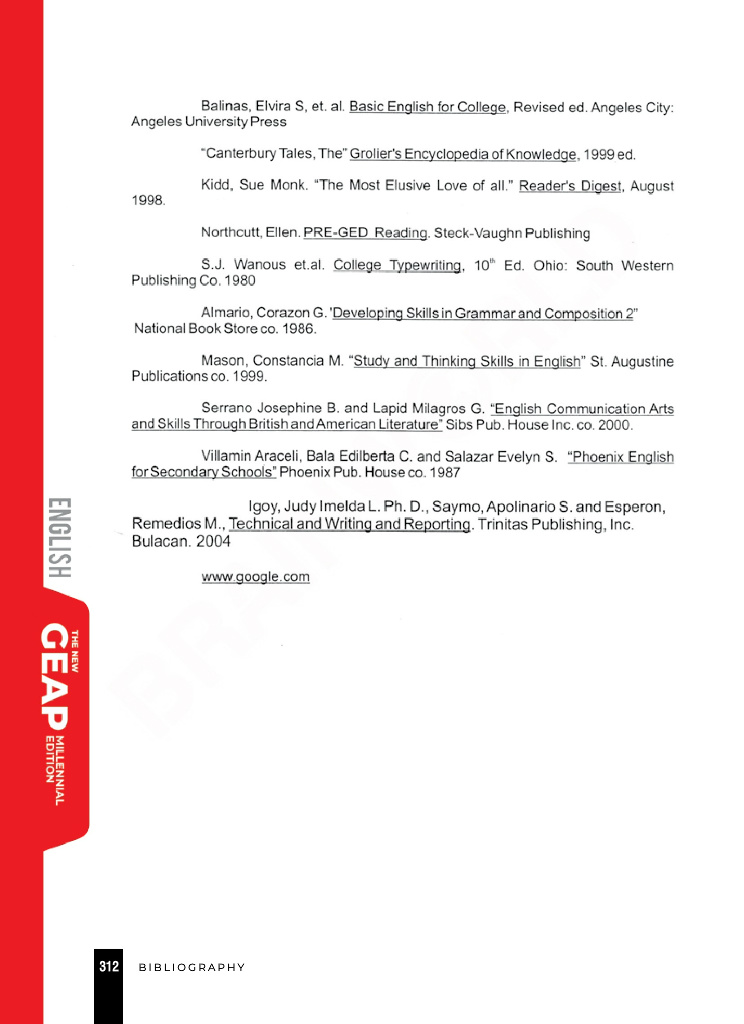 Balinas, Elvira S, et. al. Basic English for College, Revised ed. Angeles City:
Angeles University Press
"Canterbury Tales, The" Grolier's Encyclopedia of Knowledge, 1999 ed.
Kidd, Sue Monk. "The Most Elusive Love of all." Reader's Digest, August
1998.
Northcutt, Ellen. PRE-GED Reading. Steck-Vaughn Publishing
S.J. Wanous et.al. College Typewriting, 10th Ed. Ohio: South Western
Publishing Co. 1980
Almario, Corazon G. 'Developing Skills in Grammar and Composition 2"
National Book Store co. 1986.
Mason, Constancia M. "Study and Thinking Skills in English" St. Augustine
Publications co. 1999.
Serrano Josephine B. and Lapid Milagros G. "English Communication Arts
and Skills Through British and American Literature" Sibs Pub. House Inc. co. 2000.
Villamin Araceli, Bala Edilberta C. and Salazar Evelyn S. "Phoenix English
for Secondary Schools" Phoenix Pub. House co. 1987
Igoy, Judy Imelda L. Ph. D., Saymo, Apolinario S. and Esperon,
Remedios M., Technical and Writing and Reporting. Trinitas Publishing, Inc.
Bulacan. 2004
www.google.com
ENGLISH
THE NEW
GEAP
MILLENNIAL
EDITION
312 BIBLIOGRAPHY